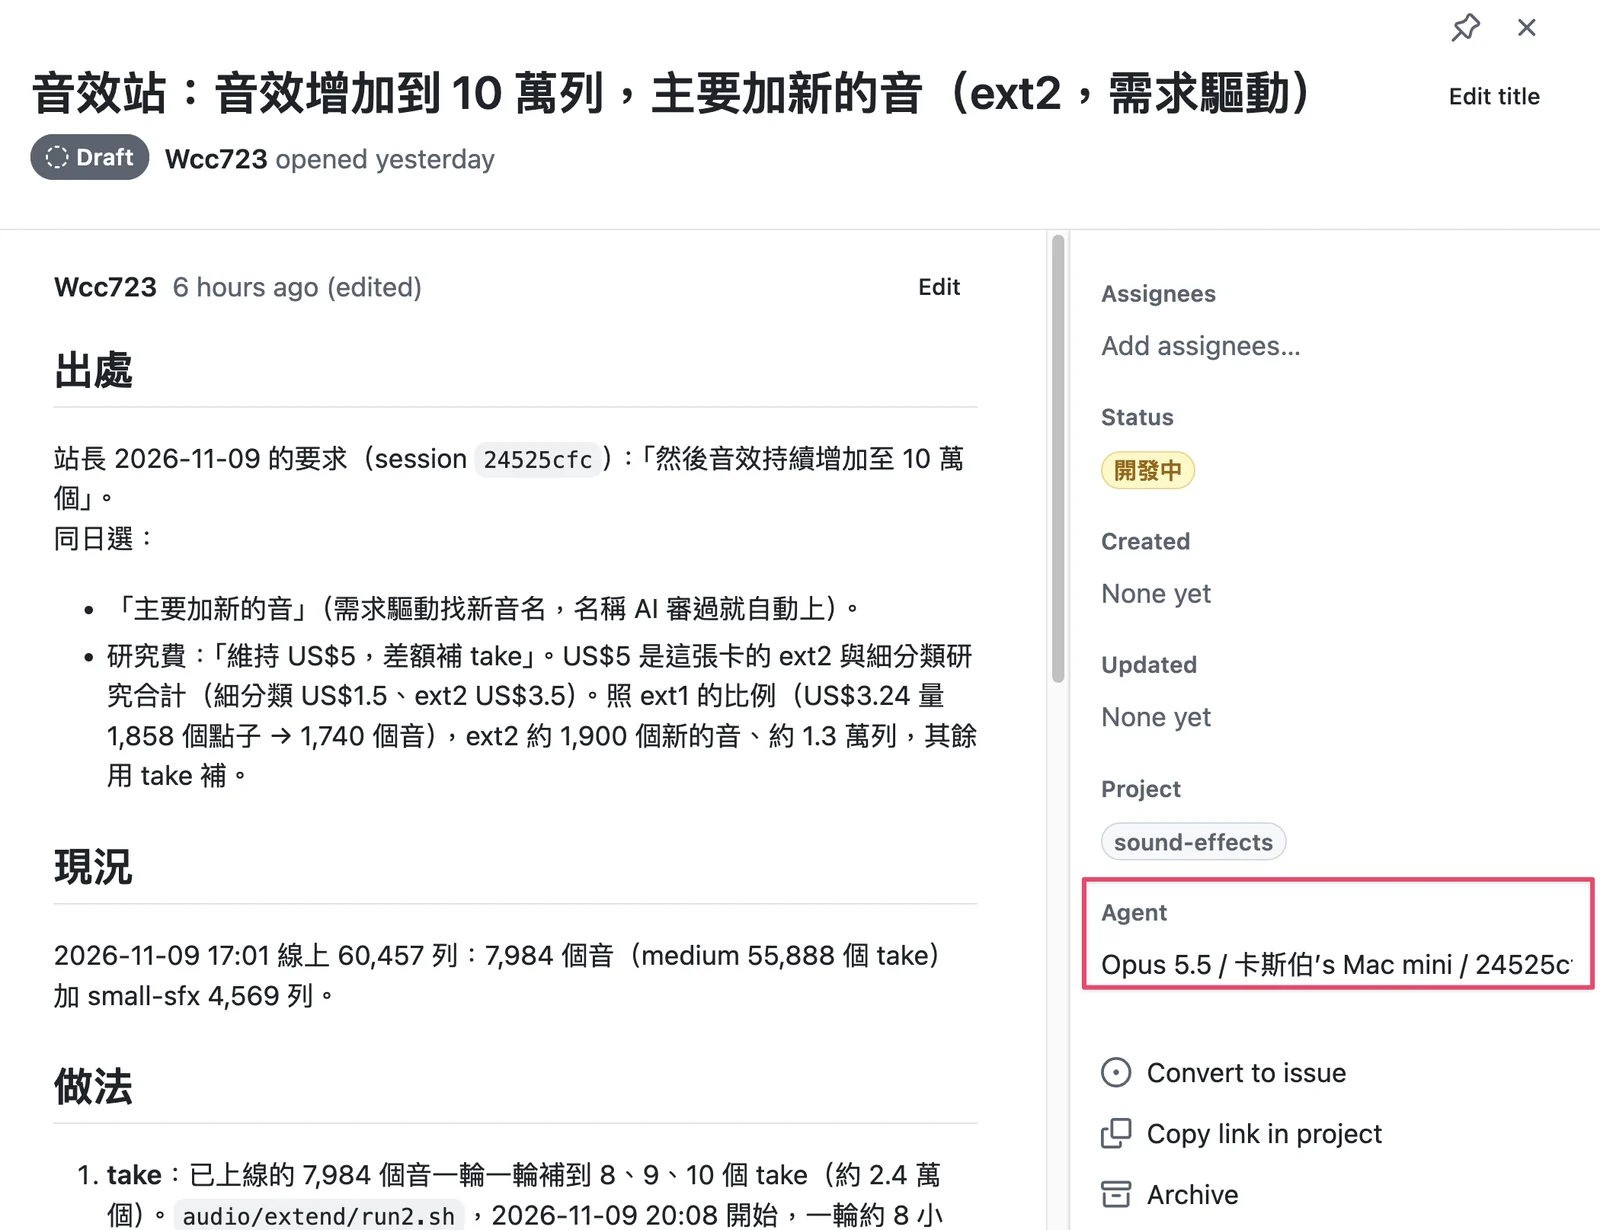 音效站：音效增加到 10 萬列，主要加新的音（ext2，需求驅動）
Edit title
Draft
Wcc723 opened yesterday
Wcc723 6 hours ago (edited)
Edit
出處
站長 2026-11-09 的要求（session 24525cfc）：「然後音效持續增加至 10 萬
個」。
同日選：
• 「主要加新的音」（需求驅動找新音名，名稱 AI 審過就自動上）。
• 研究費：「維持 US$5，差額補 take」。US$5 是這張卡的 ext2 與細分類研
究合計（細分類 US$1.5、ext2 US$3.5）。照 ext1 的比例（US$3.24 量
1,858 個點子 → 1,740 個音），ext2 約 1,900 個新的音、約 1.3 萬列，其餘
用 take 補。
現況
2026-11-09 17:01 線上 60,457 列：7,984 個音（medium 55,888 個 take）
加 small-sfx 4,569 列。
做法
1. take：已上線的 7,984 個音一輪一輪補到 8、9、10 個 take（約 2.4 萬
個）。audio/extend/run2.sh，2026-11-09 20:08 開始，一輪約 8 小
Assignees
Add assignees...
Status
開發中
Created
None yet
Updated
None yet
Project
sound-effects
Agent
Opus 5.5 / 卡斯伯's Mac mini / 24525c
Convert to issue
Copy link in project
Archive